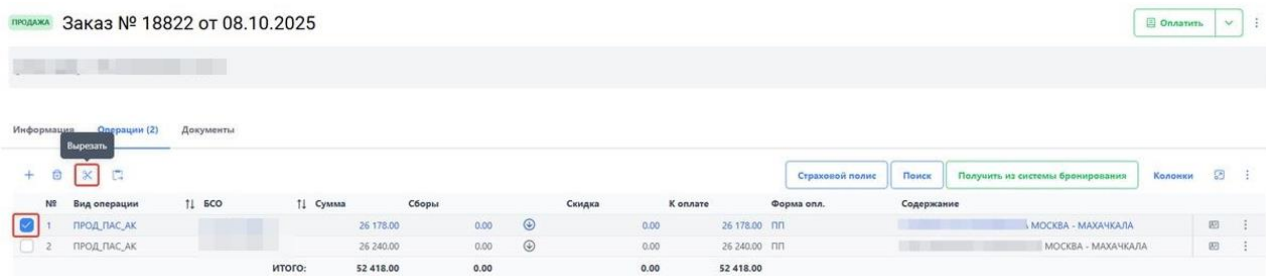 ПРОДАЖА Заказ № 18822 от 08.10.2025 Оплатить
Информация Операции (2) Документы
Вырезать
Страховой полис Поиск Получить из системы бронирования Колонки
№ Вид операции БСО Сумма Сборы Скидка К оплате Форма опл. Содержание
1 ПРОД_ПАС_АК 26 178.00 0.00 0.00 26 178.00 ПП МОСКВА - МАХАЧКАЛА
2 ПРОД_ПАС_АК 26 240.00 0.00 0.00 26 240.00 ПП МОСКВА - МАХАЧКАЛА
ИТОГО: 52 418.00 0.00 0.00 52 418.00